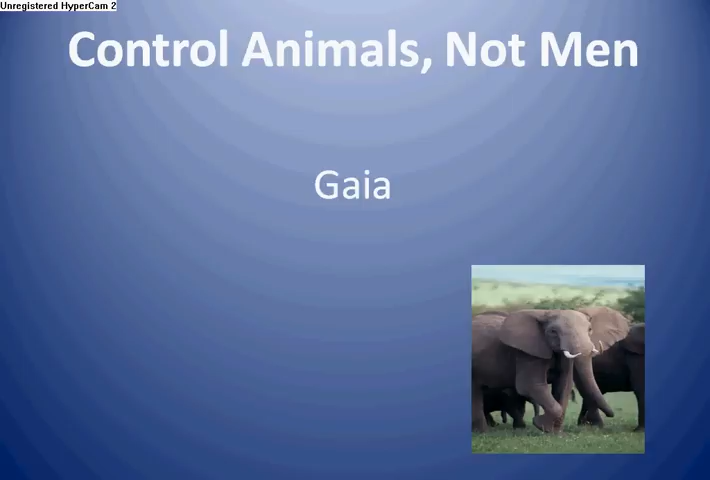 Unregistered HyperCam 2
Control Animals, Not Men
Gaia